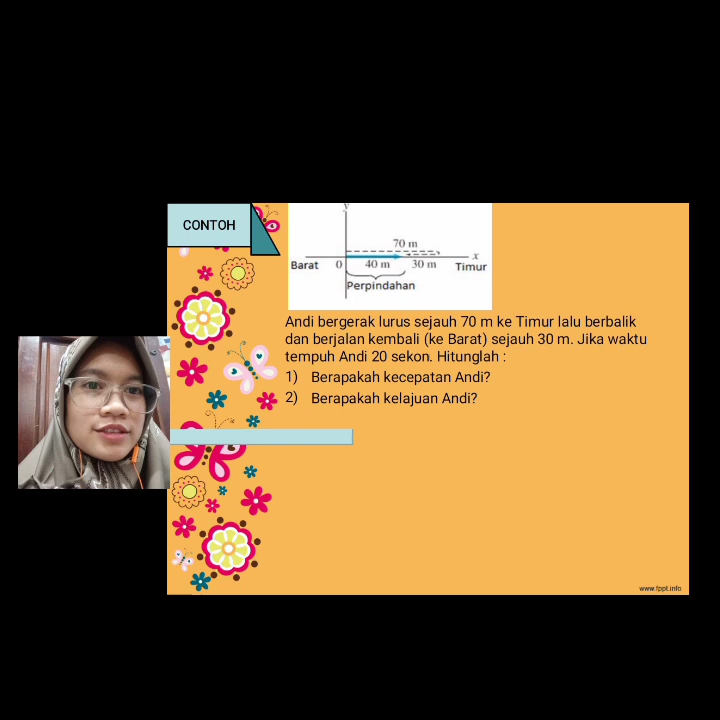 CONTOH
y
70 m
x
Barat 0 40 m 30 m Timur
Perpindahan
Andi bergerak lurus sejauh 70 m ke Timur lalu berbalik
dan berjalan kembali (ke Barat) sejauh 30 m. Jika waktu
tempuh Andi 20 sekon. Hitunglah :
1) Berapakah kecepatan Andi?
2) Berapakah kelajuan Andi?
www.fppt.info